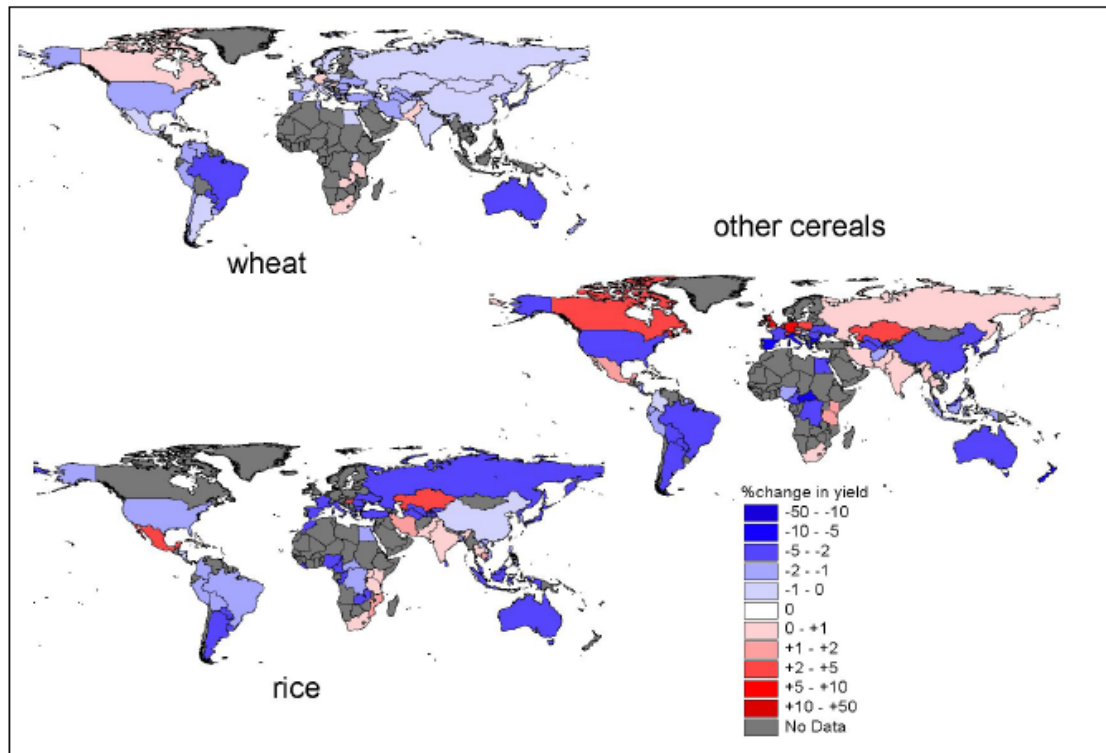 wheat
other cereals
rice
%change in yield
-50 - -10
-10 - -5
-5 - -2
-2 - -1
-1 - 0
0
0 - +1
+1 - +2
+2 - +5
+5 - +10
+10 - +50
No Data